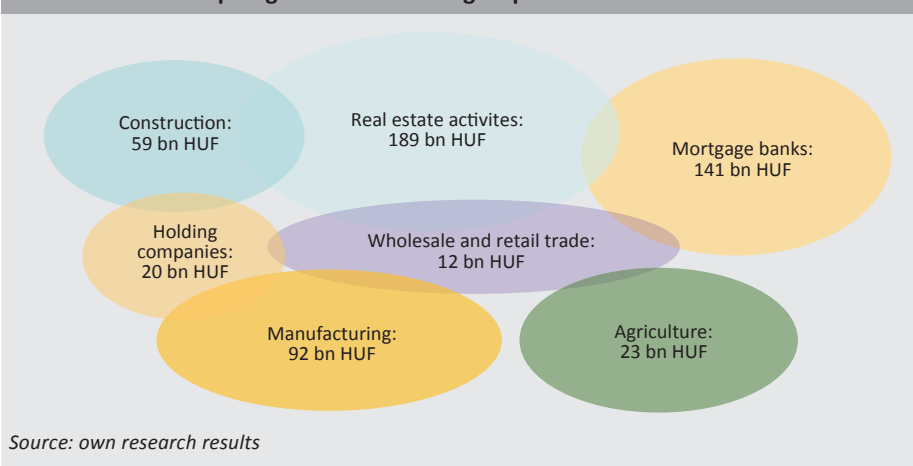 Construction:
59 bn HUF
Real estate activites:
189 bn HUF
Mortgage banks:
141 bn HUF
Holding
companies:
20 bn HUF
Wholesale and retail trade:
12 bn HUF
Manufacturing:
92 bn HUF
Agriculture:
23 bn HUF
Source: own research results